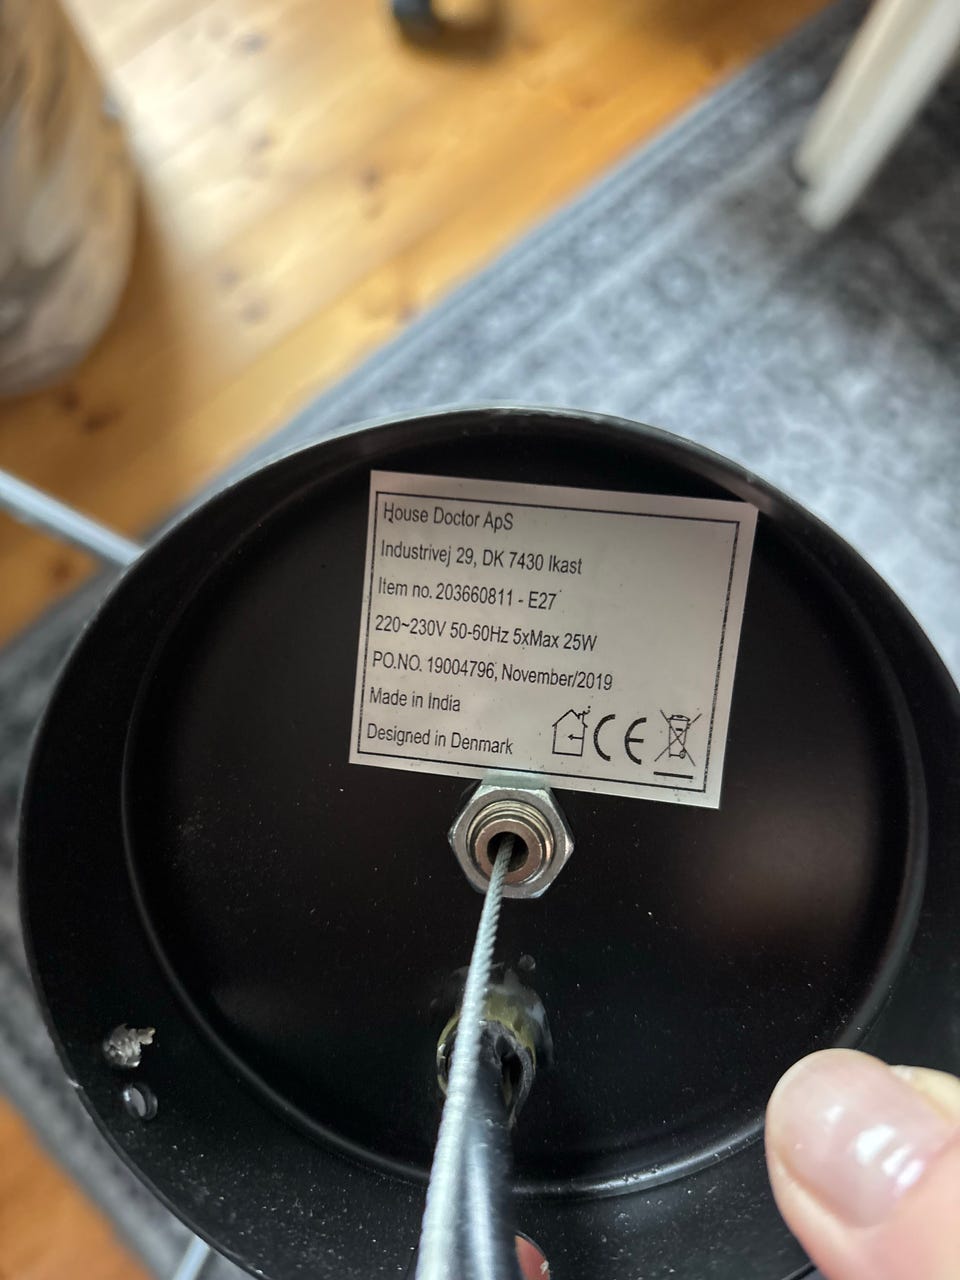 House Doctor ApS
Industrivej 29, DK 7430 Ikast
Item no. 203660811 - E27
220~230V 50-60Hz 5xMax 25W
PO.NO. 19004796, November/2019
Made in India
Designed in Denmark CE